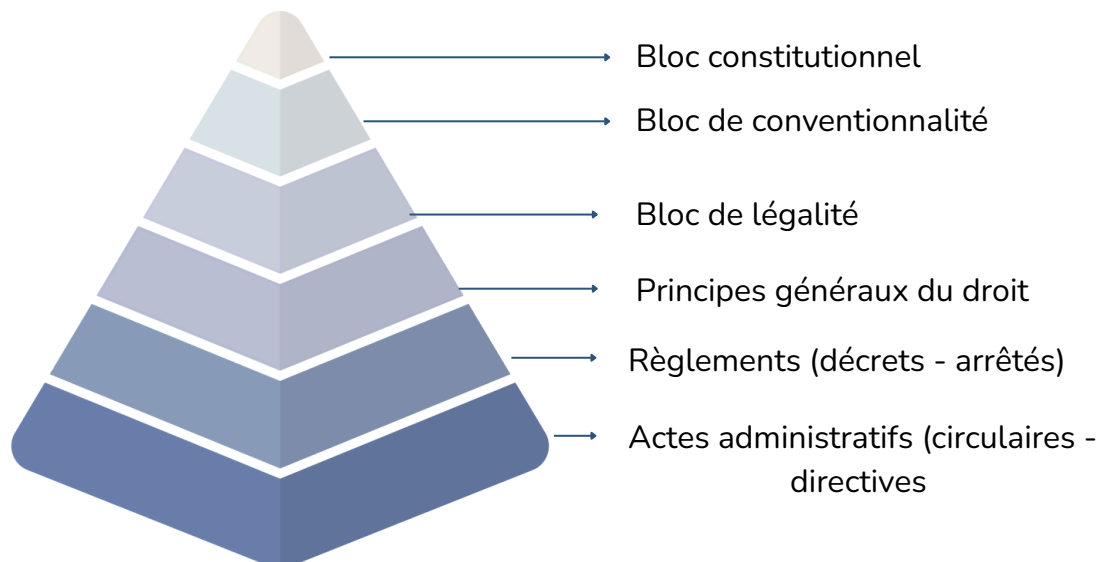 Bloc constitutionnel
Bloc de conventionnalité
Bloc de légalité
Principes généraux du droit
Règlements (décrets - arrêtés)
Actes administratifs (circulaires -
directives